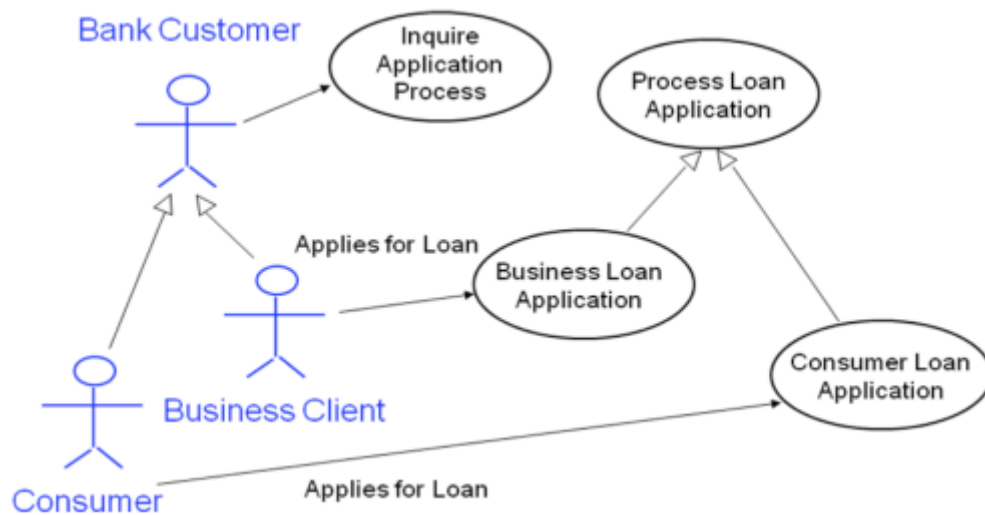 Bank Customer
Inquire
Application
Process
Process Loan
Application
Applies for Loan
Business Loan
Application
Consumer Loan
Application
Business Client
Applies for Loan
Consumer